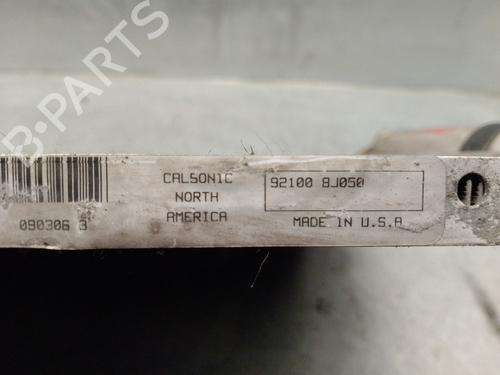 B-PARTS
CALSONIC
NORTH
AMERICA
92100 8J050
MADE IN U.S.A
090306 3